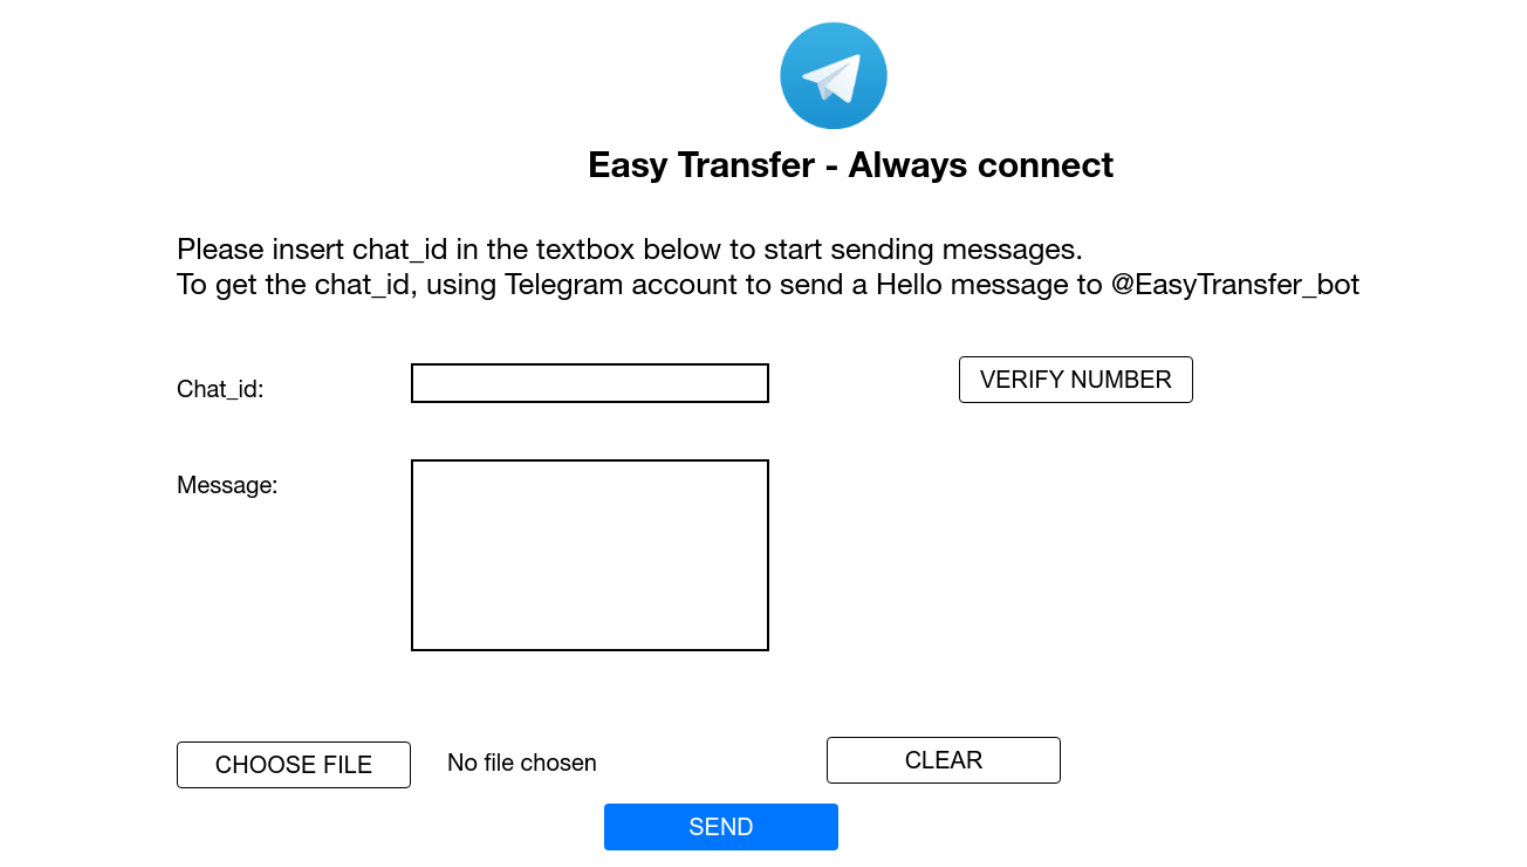 Easy Transfer - Always connect
Please insert chat_id in the textbox below to start sending messages.
To get the chat_id, using Telegram account to send a Hello message to @EasyTransfer_bot
Chat_id:
VERIFY NUMBER
Message:
CHOOSE FILE
No file chosen
CLEAR
SEND